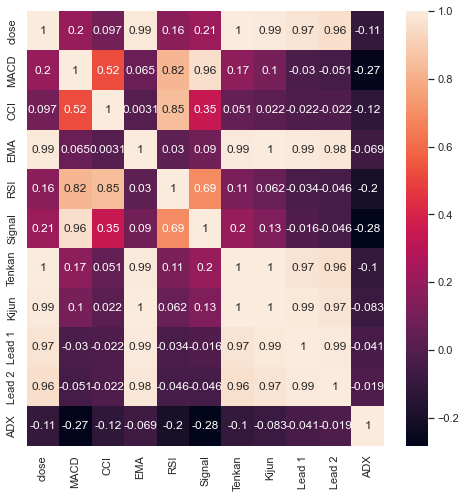 close 1 0.2 0.097 0.99 0.16 0.21 1 0.99 0.97 0.96 -0.11
MACD 0.2 1 0.52 0.065 0.82 0.96 0.17 0.1 -0.03 -0.051 -0.27
CCI 0.097 0.52 1 0.0031 0.85 0.35 0.051 0.022 -0.022 -0.022 -0.12
EMA 0.99 0.065 0.0031 1 0.03 0.09 0.99 1 0.99 0.98 -0.069
RSI 0.16 0.82 0.85 0.03 1 0.69 0.11 0.062 -0.034 -0.046 -0.2
Signal 0.21 0.96 0.35 0.09 0.69 1 0.2 0.13 -0.016 -0.046 -0.28
Tenkan 1 0.17 0.051 0.99 0.11 0.2 1 1 0.97 0.96 -0.1
Kijun 0.99 0.1 0.022 1 0.062 0.13 1 1 0.99 0.97 -0.083
Lead 1 0.97 -0.03 -0.022 0.99 -0.034 -0.016 0.97 0.99 1 0.99 -0.041
Lead 2 0.96 -0.051 -0.022 0.98 -0.046 -0.046 0.96 0.97 0.99 1 -0.019
ADX -0.11 -0.27 -0.12 -0.069 -0.2 -0.28 -0.1 -0.083 -0.041 -0.019 1
close MACD CCI EMA RSI Signal Tenkan Kijun Lead 1 Lead 2 ADX
1.0
0.8
0.6
0.4
0.2
0.0
−0.2